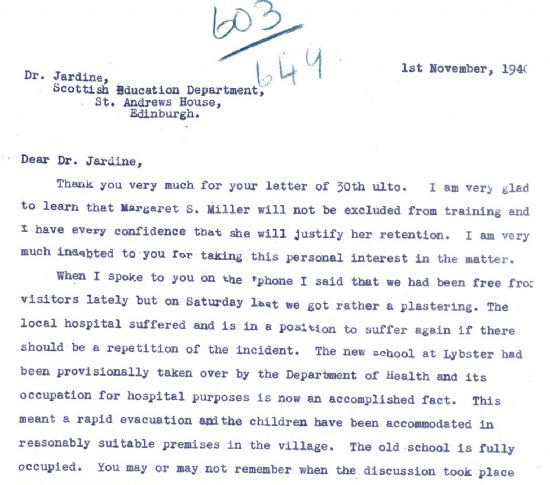 603
649
1st November, 194
Dr. Jardine,
Scottish Education Department,
St. Andrews House,
Edinburgh.
Dear Dr. Jardine,
Thank you very much for your letter of 30th ulto. I am very glad
to learn that Margaret S. Miller will not be excluded from training and
I have every confidence that she will justify her retention. I am very
much indebted to you for taking this personal interest in the matter.
When I spoke to you on the 'phone I said that we had been free from
visitors lately but on Saturday last we got rather a plastering. The
local hospital suffered and is in a position to suffer again if there
should be a repetition of the incident. The new school at Lybster had
been provisionally taken over by the Department of Health and its
occupation for hospital purposes is now an accomplished fact. This
meant a rapid evacuation and the children have been accommodated in
reasonably suitable premises in the village. The old school is fully
occupied. You may or may not remember when the discussion took place